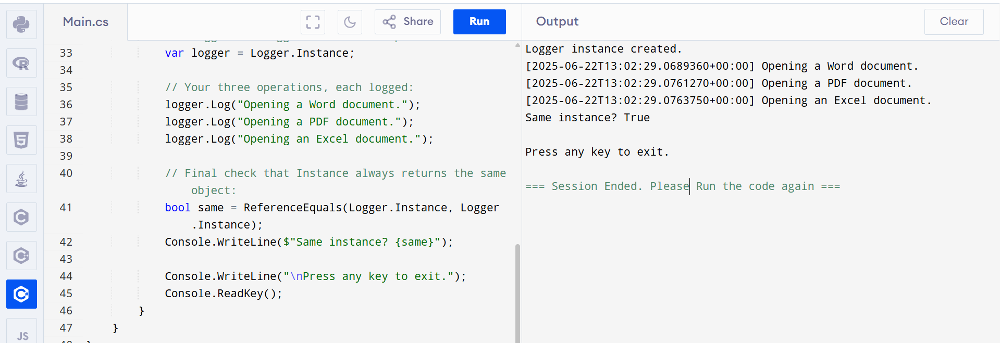 Main.cs
Share
Run
Output
Clear
33 var logger = Logger.Instance;
34
35 // Your three operations, each logged:
36 logger.Log("Opening a Word document.");
37 logger.Log("Opening a PDF document.");
38 logger.Log("Opening an Excel document.");
39
40 // Final check that Instance always returns the same
object:
41 bool same = ReferenceEquals(Logger.Instance, Logger
.Instance);
42 Console.WriteLine($"Same instance? {same}");
43
44 Console.WriteLine("\nPress any key to exit.");
45 Console.ReadKey();
46 }
47 }
Logger instance created.
[2025-06-22T13:02:29.0689360+00:00] Opening a Word document.
[2025-06-22T13:02:29.0761270+00:00] Opening a PDF document.
[2025-06-22T13:02:29.0763750+00:00] Opening an Excel document.
Same instance? True
Press any key to exit.
=== Session Ended. Please Run the code again ===
R
5
C
C+
C#
JS